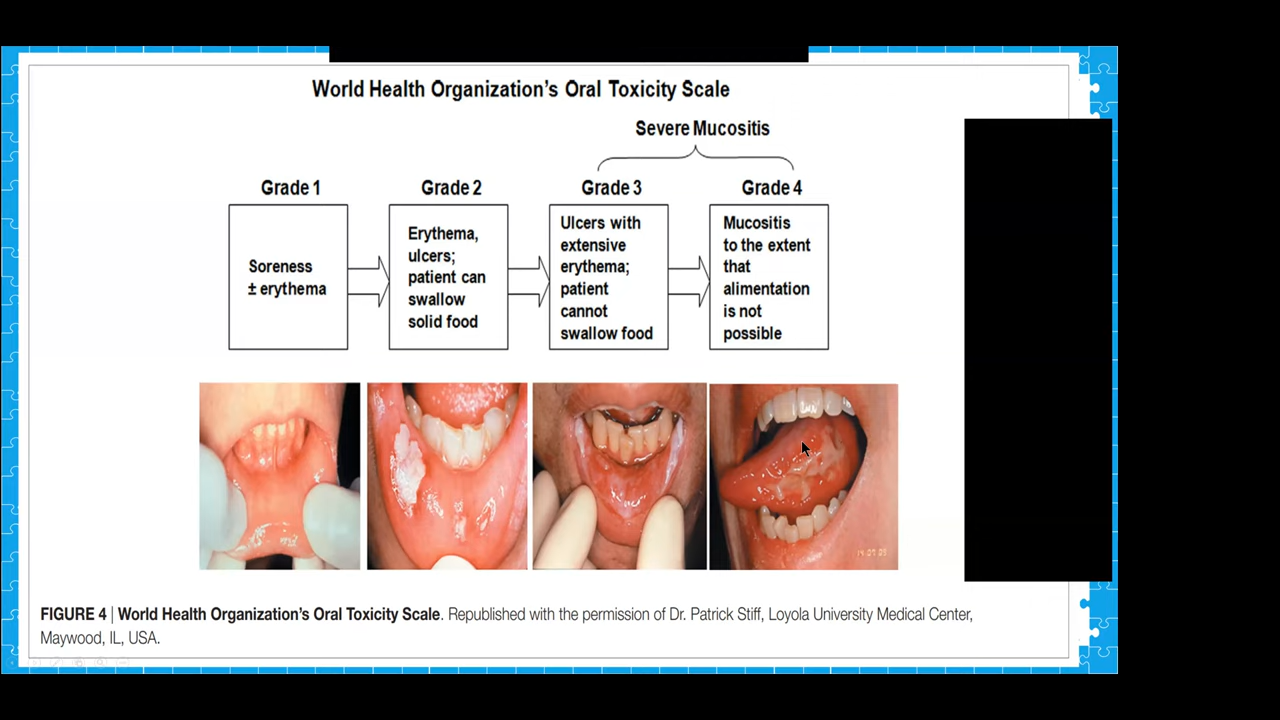 World Health Organization's Oral Toxicity Scale
Severe Mucositis
Grade 1
Grade 2
Grade 3
Grade 4
Soreness
± erythema
Erythema,
ulcers;
patient can
swallow
solid food
Ulcers with
extensive
erythema;
patient
cannot
swallow food
Mucositis
to the extent
that
alimentation
is not
possible
FIGURE 4 | World Health Organization's Oral Toxicity Scale. Republished with the permission of Dr. Patrick Stiff, Loyola University Medical Center,
Maywood, IL, USA.